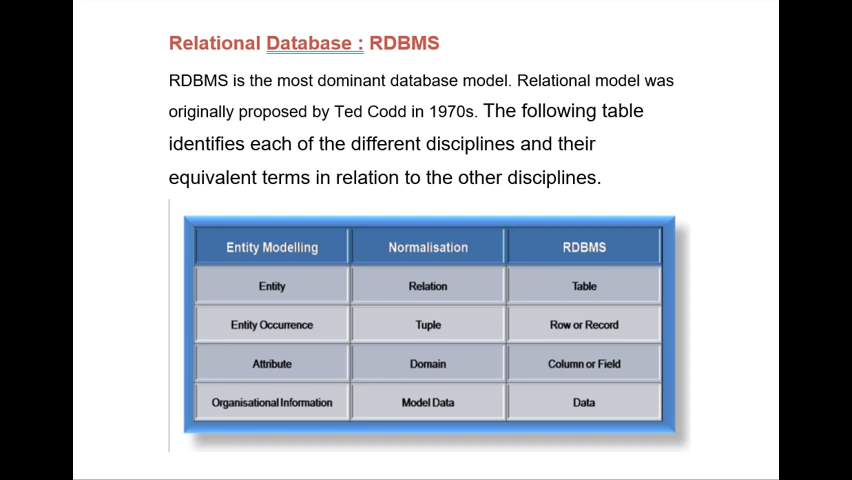 Relational Database : RDBMS
RDBMS is the most dominant database model. Relational model was
originally proposed by Ted Codd in 1970s. The following table
identifies each of the different disciplines and their
equivalent terms in relation to the other disciplines.
Entity Modelling Normalisation RDBMS
Entity Relation Table
Entity Occurrence Tuple Row or Record
Attribute Domain Column or Field
Organisational Information Model Data Data